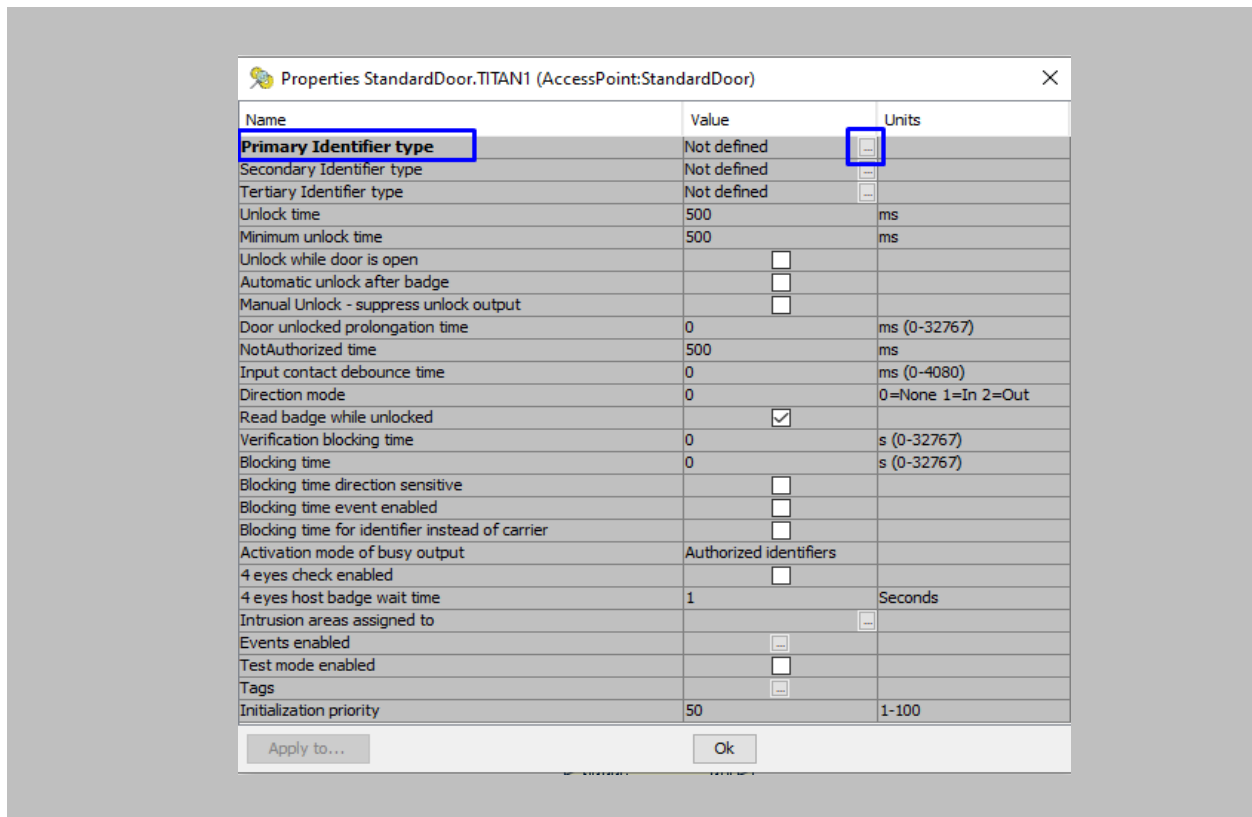 Properties StandardDoor.TITAN1 (AccessPoint:StandardDoor)
Name Value Units
Primary Identifier type Not defined ...
Secondary Identifier type Not defined ...
Tertiary Identifier type Not defined ...
Unlock time 500 ms
Minimum unlock time 500 ms
Unlock while door is open
Automatic unlock after badge
Manual Unlock - suppress unlock output
Door unlocked prolongation time 0 ms (0-32767)
NotAuthorized time 500 ms
Input contact debounce time 0 ms (0-4080)
Direction mode 0 0=None 1=In 2=Out
Read badge while unlocked
Verification blocking time 0 s (0-32767)
Blocking time 0 s (0-32767)
Blocking time direction sensitive
Blocking time event enabled
Blocking time for identifier instead of carrier
Activation mode of busy output Authorized identifiers
4 eyes check enabled
4 eyes host badge wait time 1 Seconds
Intrusion areas assigned to ...
Events enabled ...
Test mode enabled
Tags ...
Initialization priority 50 1-100
Apply to... Ok